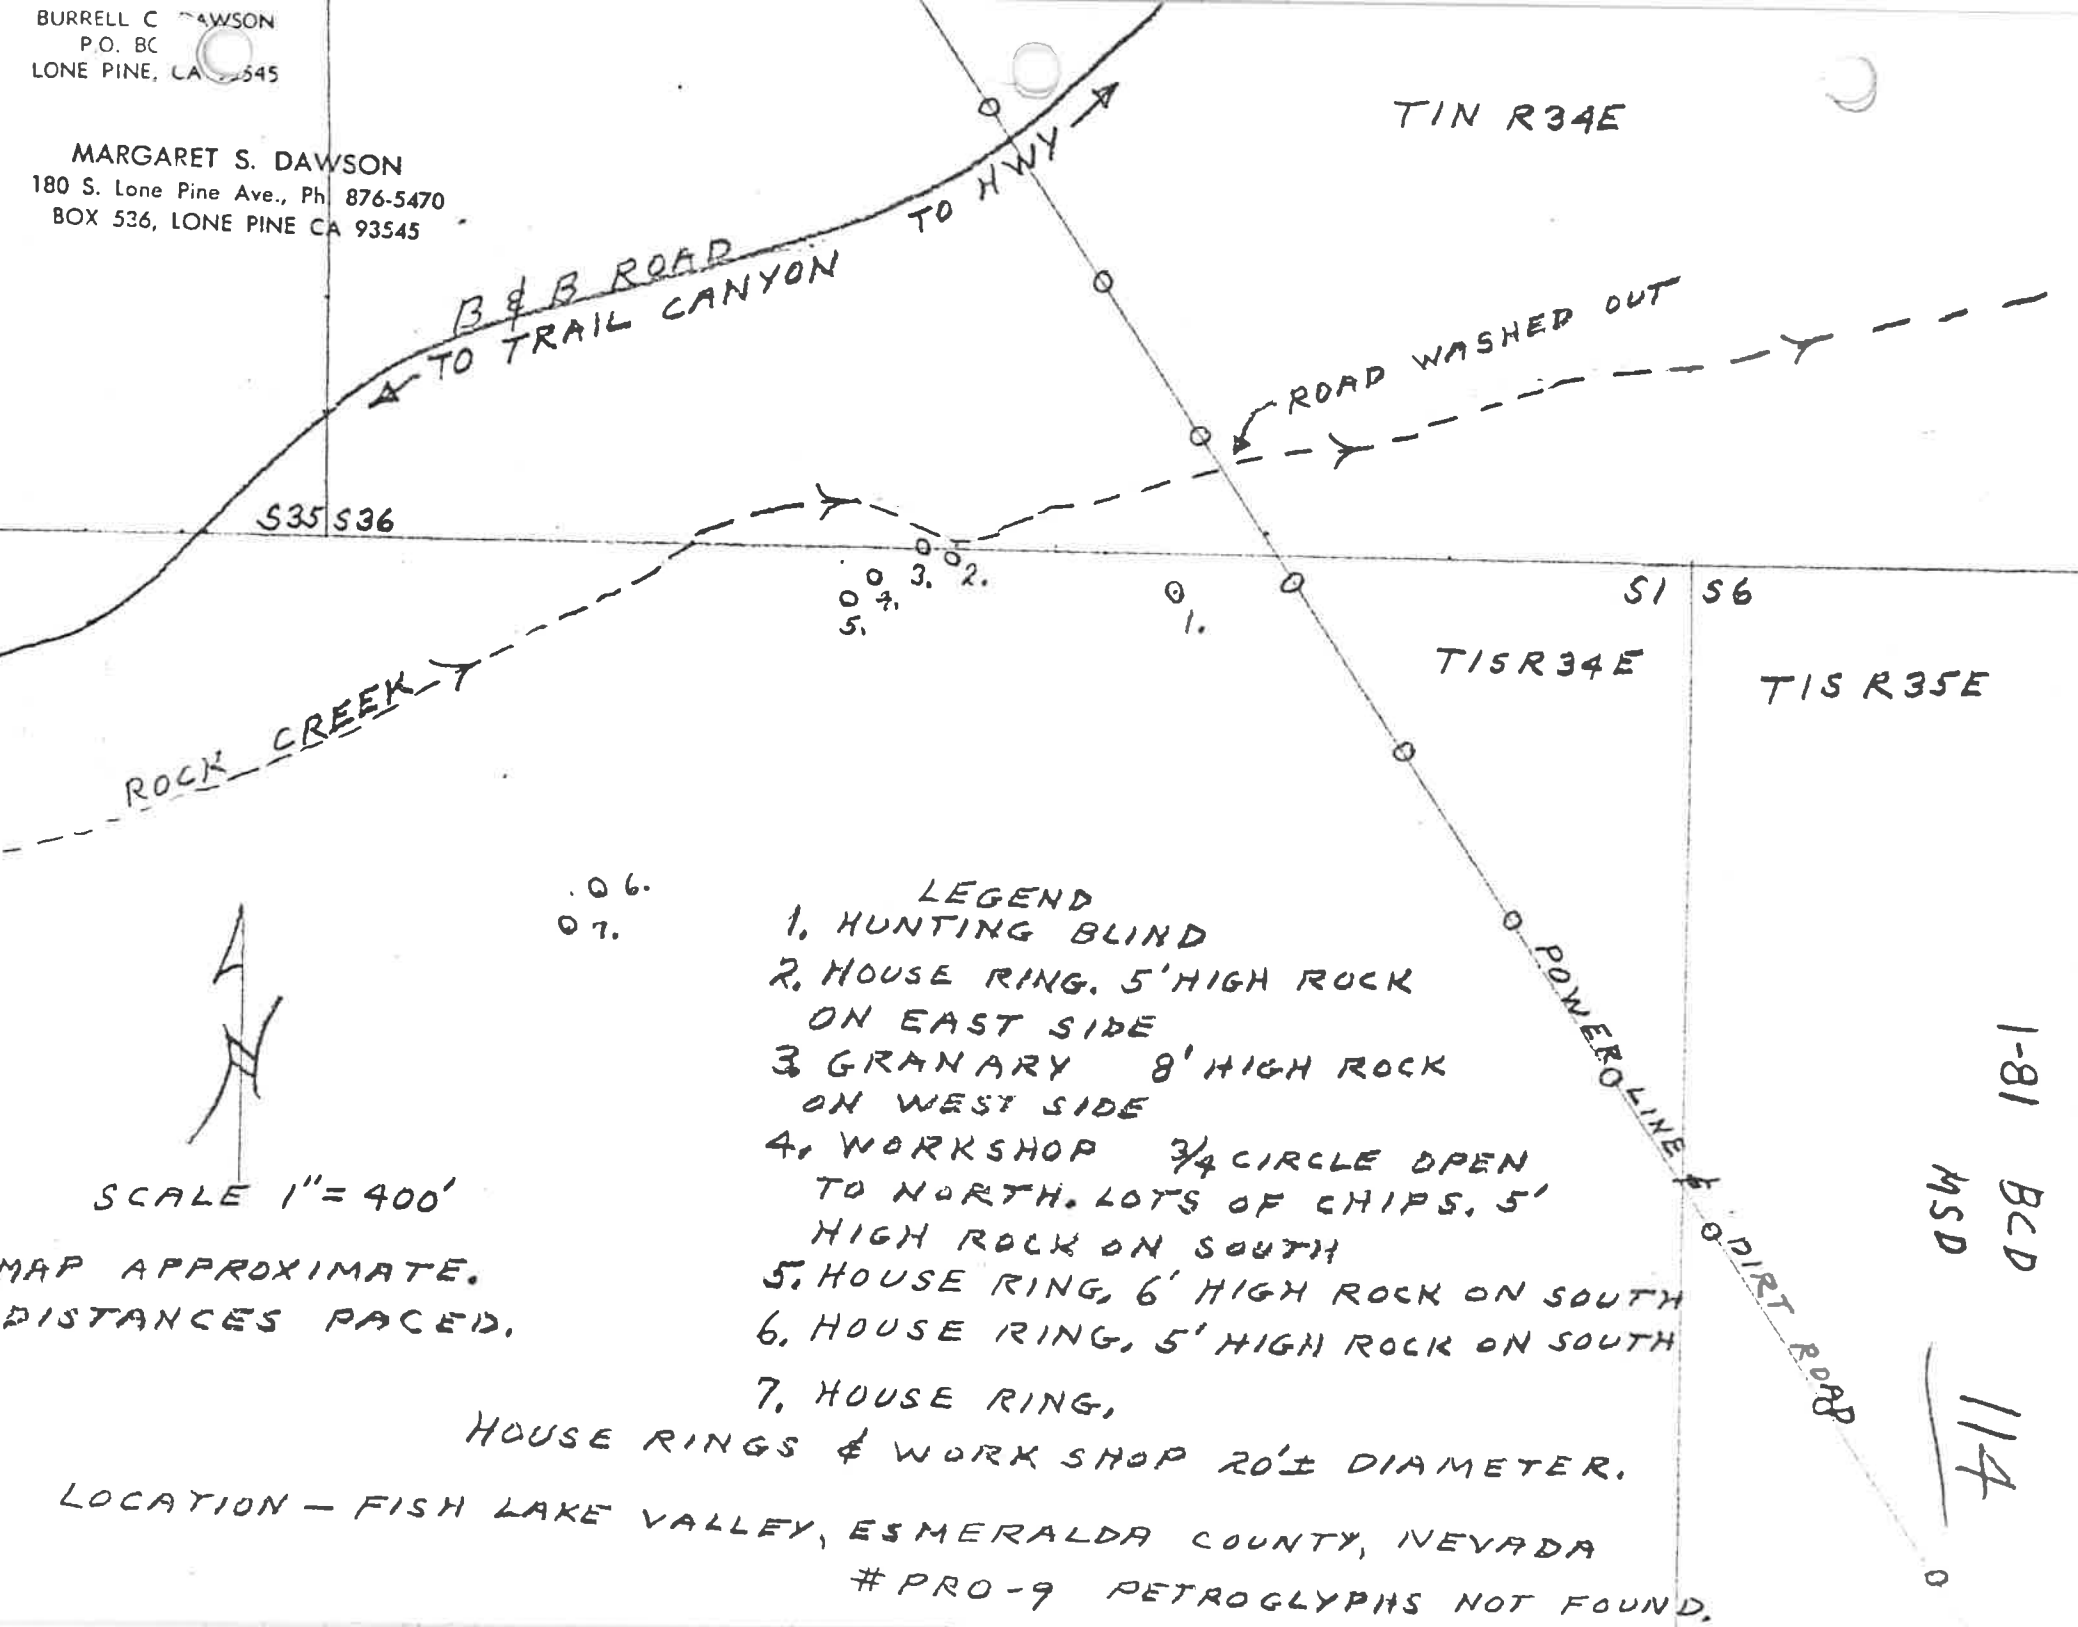 BURRELL C AWSON
P.O.
LONE PINE, CA 545
MARGARET S. DAWSON
180 S. Lone Pine Ave., Ph 876-5470
BOX 536, LONE PINE CA 93545
T1N R34E
TO HWY
B & B ROAD
TO TRAIL CANYON
ROAD WASHED OUT
S35 S36
3. 2.
4.
5.
1.
S1 S6
T1S R34E
T1S R35E
ROCK CREEK
6.
7.
N
SCALE 1"=400'
MAP APPROXIMATE.
DISTANCES PACED.
LEGEND
1. HUNTING BLIND
2. HOUSE RING. 5' HIGH ROCK
ON EAST SIDE
3. GRANARY 8' HIGH ROCK
ON WEST SIDE
4. WORKSHOP 3/4 CIRCLE OPEN
TO NORTH. LOTS OF CHIPS. 5'
HIGH ROCK ON SOUTH
5. HOUSE RING, 6' HIGH ROCK ON SOUTH
6. HOUSE RING, 5' HIGH ROCK ON SOUTH
7. HOUSE RING,
HOUSE RINGS & WORK SHOP 20'± DIAMETER.
LOCATION — FISH LAKE VALLEY, ESMERALDA COUNTY, NEVADA
#PRO-9 PETROGLYPHS NOT FOUND.
POWER LINE &
DIRT ROAD
1-81 BCD
MSD
114